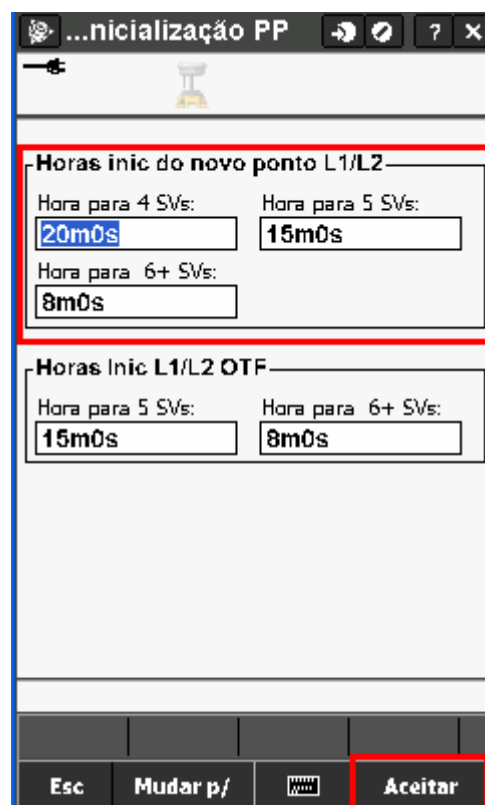 ...nicialização PP ? ×
Horas inic do novo ponto L1/L2
Hora para 4 SVs: Hora para 5 SVs:
20m0s 15m0s
Hora para 6+ SVs:
8m0s
Horas Inic L1/L2 OTF
Hora para 5 SVs: Hora para 6+ SVs:
15m0s 8m0s
Esc Mudar p/ Aceitar